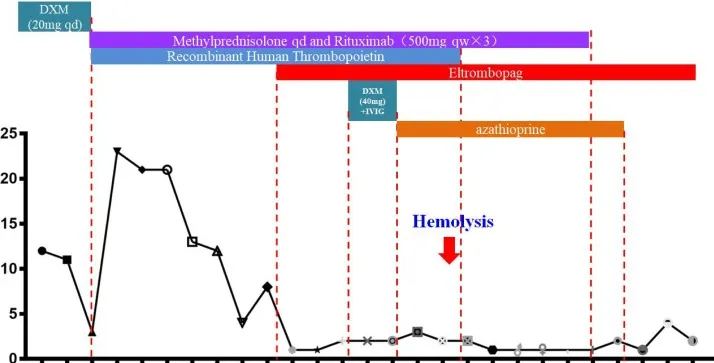 DXM
(20mg qd)
Methylprednisolone qd and Rituximab（500mg qw×3）
Recombinant Human Thrombopoietin
Eltrombopag
DXM
(40mg)
+IVIG
azathioprine
25
20
15
10
5
0
Hemolysis